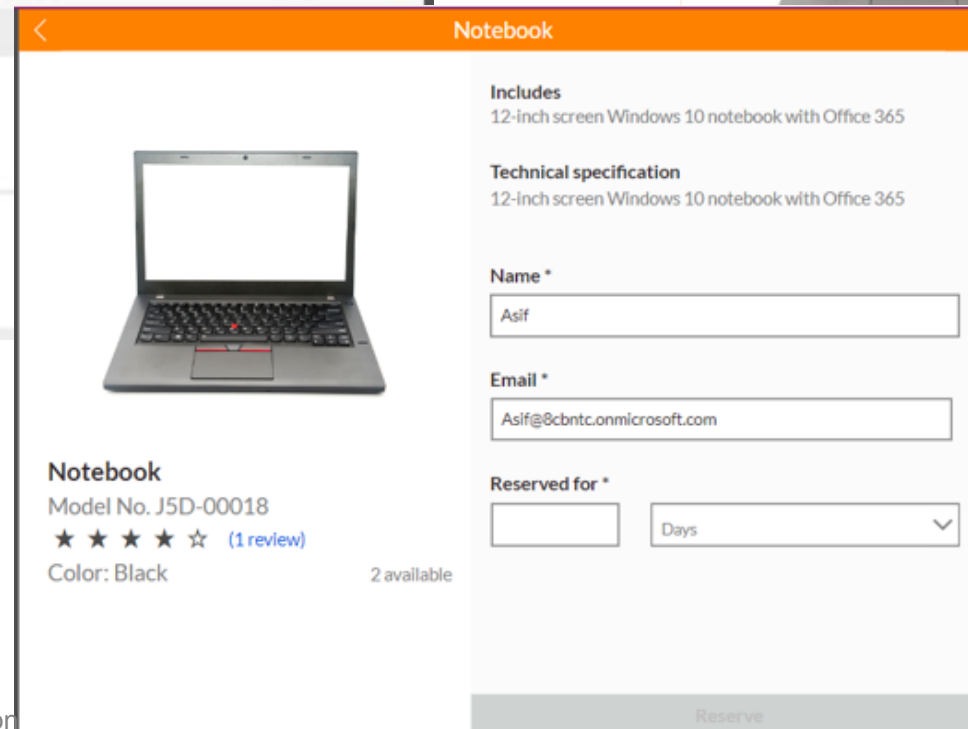 Notebook
Includes
12-inch screen Windows 10 notebook with Office 365
Technical specification
12-inch screen Windows 10 notebook with Office 365
Name *
Asif
Email *
Asif@8cbntc.onmicrosoft.com
Reserved for *
Days
Notebook
Model No. J5D-00018
(1 review)
Color: Black
2 available
Reserve
on